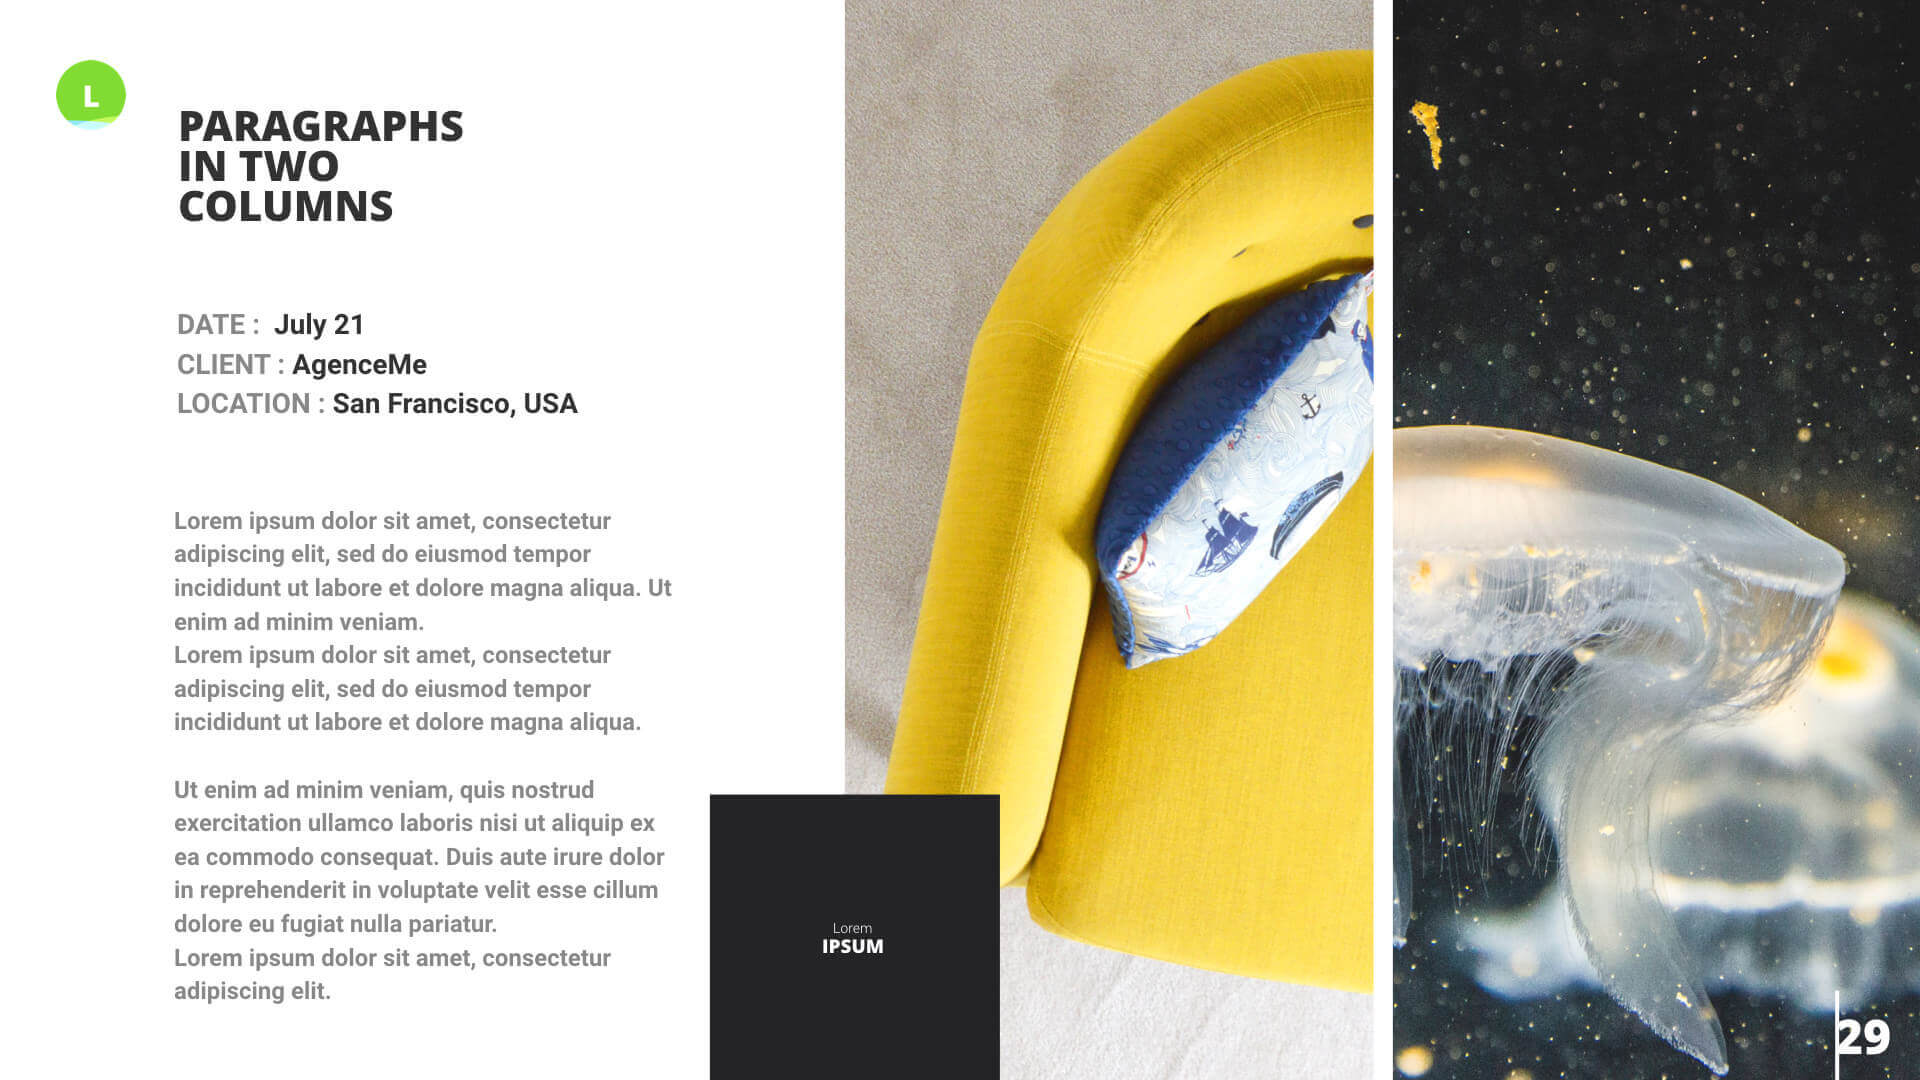 L
PARAGRAPHS
IN TWO
COLUMNS
DATE : July 21
CLIENT : AgenceMe
LOCATION : San Francisco, USA
Lorem ipsum dolor sit amet, consectetur
adipiscing elit, sed do eiusmod tempor
incididunt ut labore et dolore magna aliqua. Ut
enim ad minim veniam.
Lorem ipsum dolor sit amet, consectetur
adipiscing elit, sed do eiusmod tempor
incididunt ut labore et dolore magna aliqua.
Ut enim ad minim veniam, quis nostrud
exercitation ullamco laboris nisi ut aliquip ex
ea commodo consequat. Duis aute irure dolor
in reprehenderit in voluptate velit esse cillum
dolore eu fugiat nulla pariatur.
Lorem ipsum dolor sit amet, consectetur
adipiscing elit.
Lorem
IPSUM
29